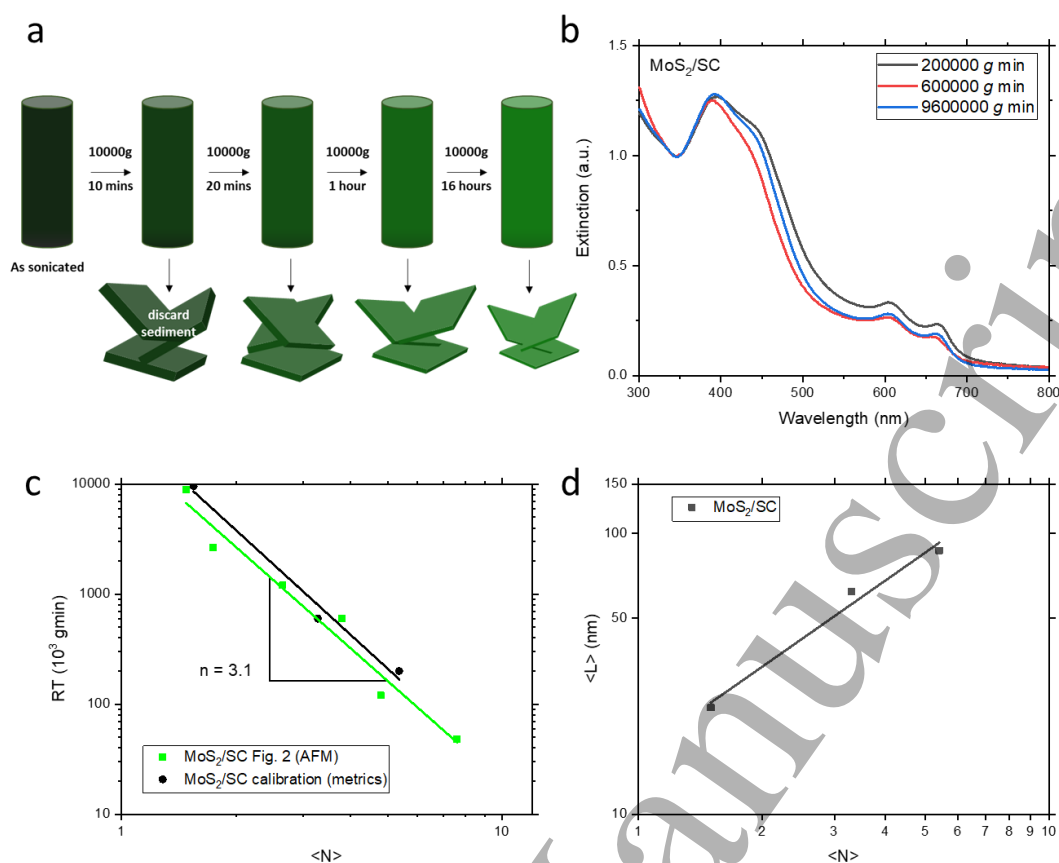 a
10000g
10 mins
10000g
20 mins
10000g
1 hour
10000g
16 hours
As sonicated
discard
sediment
b
MoS2/SC
200000 g min
600000 g min
9600000 g min
Extinction (a.u.)
1.5
1.0
0.5
0.0
300 400 500 600 700 800
Wavelength (nm)
c
RT (10³ gmin)
10000
1000
100
10
n = 3.1
MoS2/SC Fig. 2 (AFM)
MoS2/SC calibration (metrics)
1 10
<N>
d
<L> (nm)
150
100
50
10
MoS2/SC
1 2 3 4 5 6 7 8 9 10
<N>